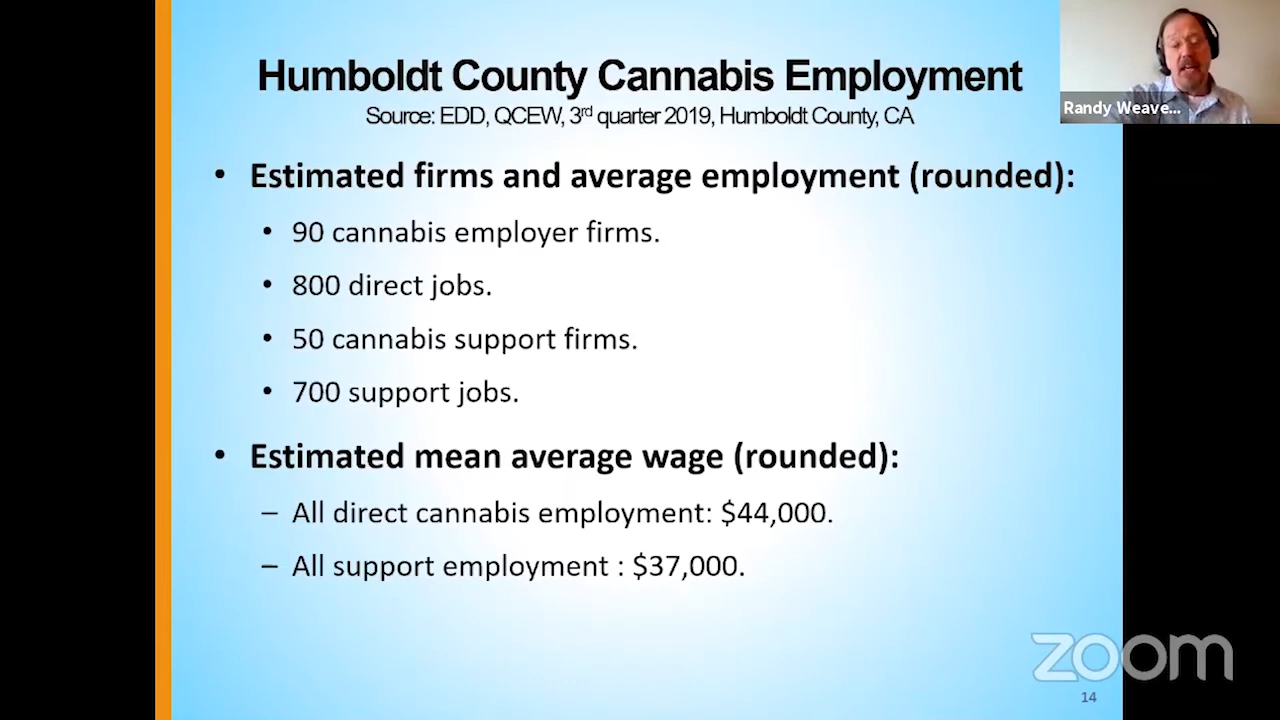 Humboldt County Cannabis Employment
Source: EDD, QCEW, 3rd quarter 2019, Humboldt County, CA
Randy Weave...
• Estimated firms and average employment (rounded):
• 90 cannabis employer firms.
• 800 direct jobs.
• 50 cannabis support firms.
• 700 support jobs.
• Estimated mean average wage (rounded):
– All direct cannabis employment: $44,000.
– All support employment : $37,000.
zoom
14